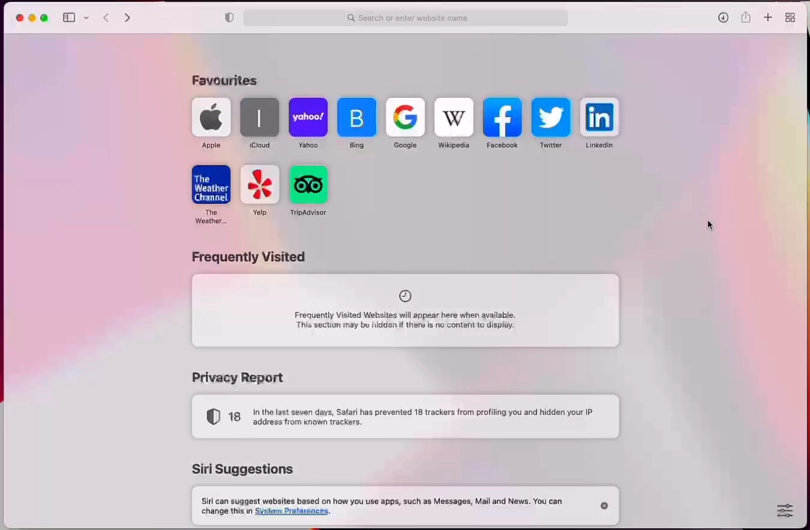 Search or enter website name
Favourites
yahoo!
B
G
W
f
in
Apple
iCloud
Yahoo
Bing
Google
Wikipedia
Facebook
Twitter
LinkedIn
The
Weather
Channel
The
Weather...
Yelp
TripAdvisor
Frequently Visited
Frequently Visited Websites will appear here when available.
This section may be hidden if there is no content to display.
Privacy Report
18
In the last seven days, Safari has prevented 18 trackers from profiling you and hidden your IP
address from known trackers.
Siri Suggestions
Siri can suggest websites based on how you use apps, such as Messages, Mail and News. You can
change this in System Preferences.